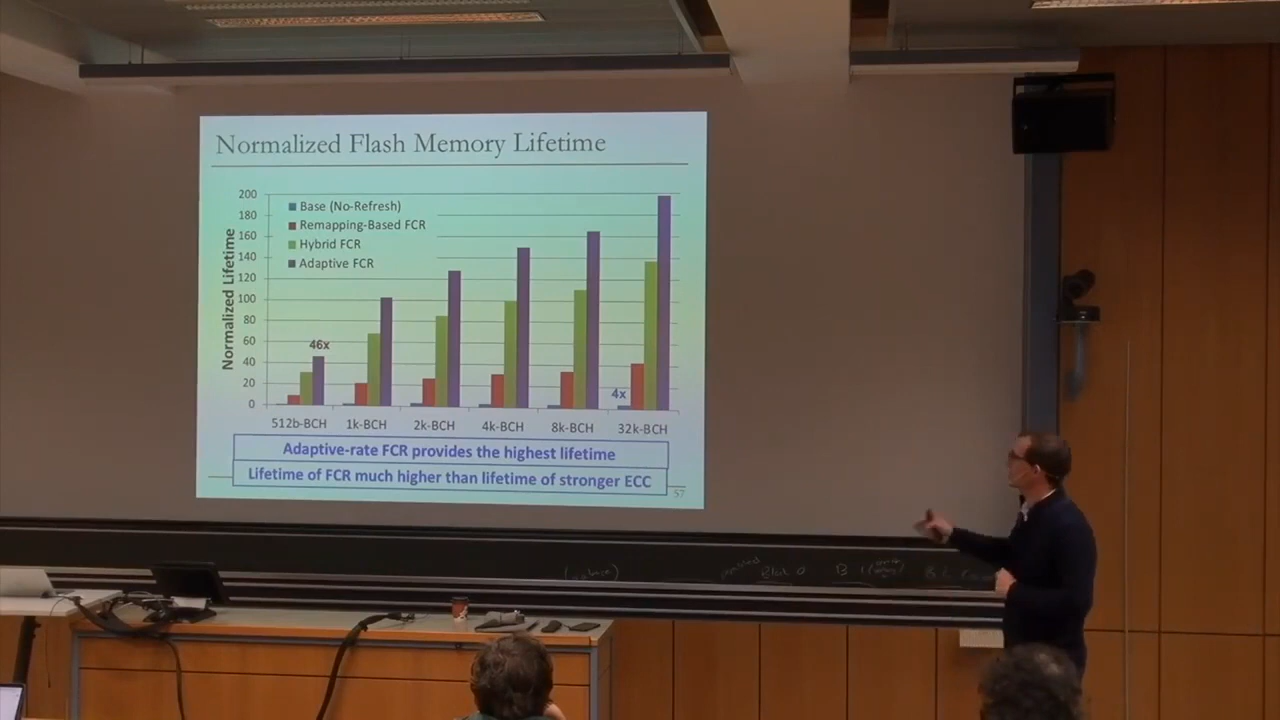 Normalized Flash Memory Lifetime
Normalized Lifetime
200
180
160
140
120
100
80
60
40
20
0
Base (No-Refresh)
Remapping-Based FCR
Hybrid FCR
Adaptive FCR
46x
4x
512b-BCH 1k-BCH 2k-BCH 4k-BCH 8k-BCH 32k-BCH
Adaptive-rate FCR provides the highest lifetime
Lifetime of FCR much higher than lifetime of stronger ECC
57